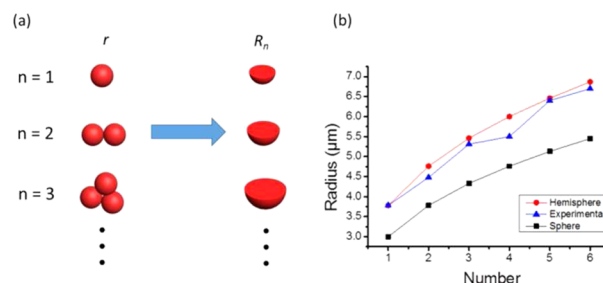 (a)
r
Rn
n = 1
n = 2
n = 3
(b)
Radius (μm)
7.0
6.5
6.0
5.5
5.0
4.5
4.0
3.5
3.0
Hemisphere
Experimenta
Sphere
1 2 3 4 5 6
Number